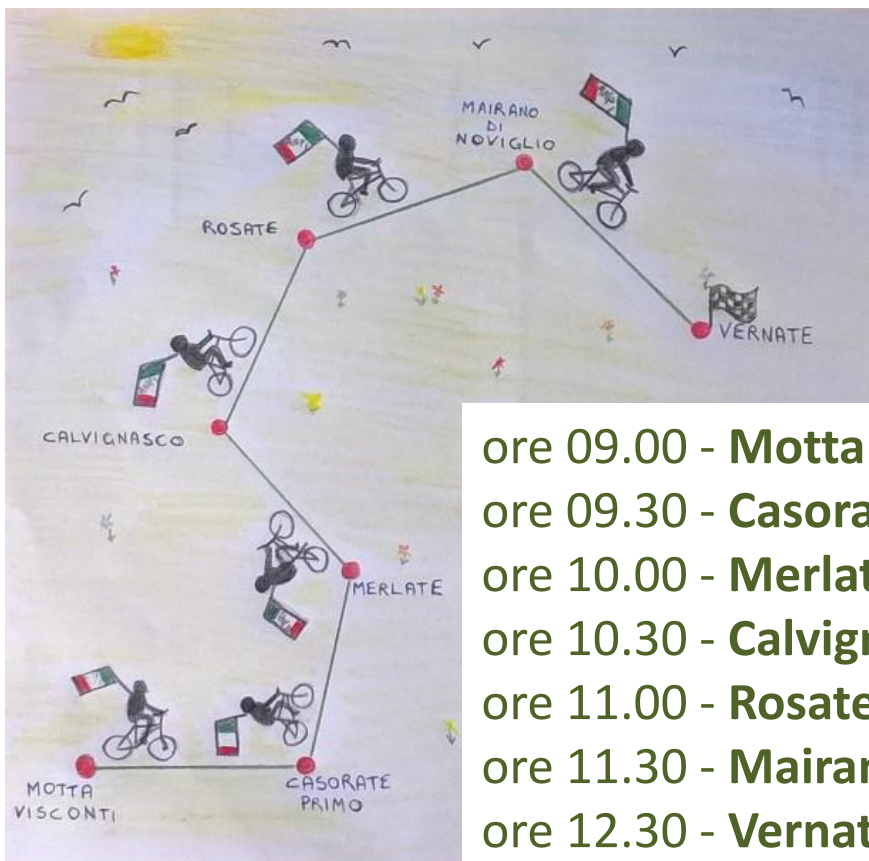 MAIRANO
DI
NOVIGLIO
ANPI
ROSATE
VERNATE
CALVIGNASCO
MERLATE
MOTTA
VISCONTI
CASORATE
PRIMO
ore 09.00 - Motta
ore 09.30 - Casora
ore 10.00 - Merlat
ore 10.30 - Calvign
ore 11.00 - Rosate
ore 11.30 - Mairan
ore 12.30 - Vernat